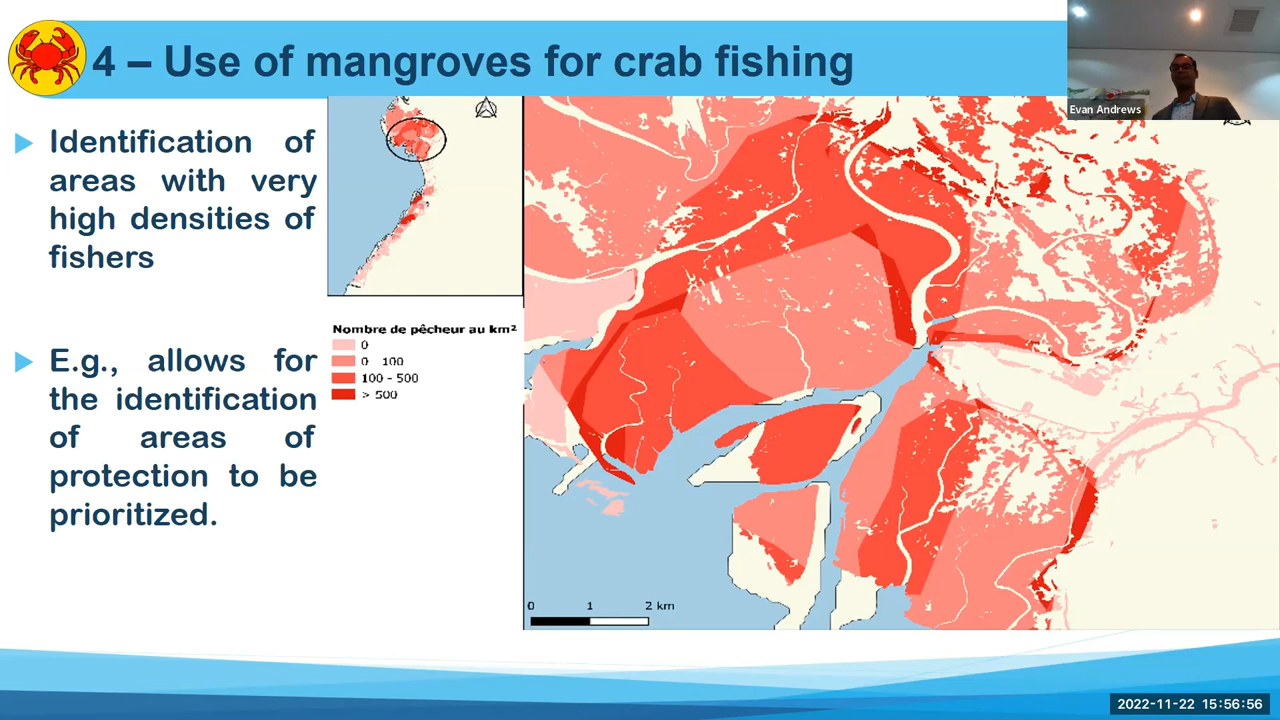 4 – Use of mangroves for crab fishing
Evan Andrews
Identification of
areas with very
high densities of
fishers
E.g., allows for
the identification
of areas of
protection to be
prioritized.
Nombre de pêcheur au km²
0
0 100
100 - 500
> 500
0 1 2 km
2022-11-22 15:56:56